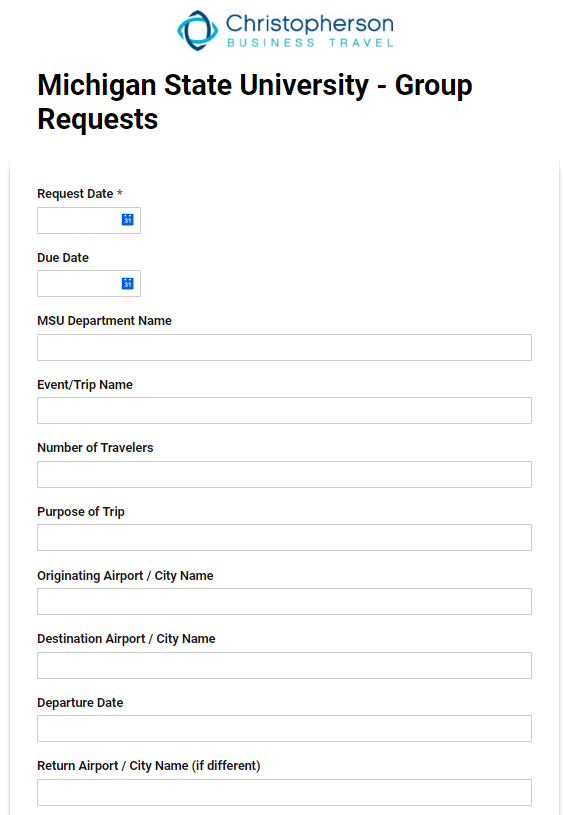 Christopherson
BUSINESS TRAVEL
Michigan State University - Group
Requests
Request Date *
31
Due Date
31
MSU Department Name
Event/Trip Name
Number of Travelers
Purpose of Trip
Originating Airport / City Name
Destination Airport / City Name
Departure Date
Return Airport / City Name (if different)